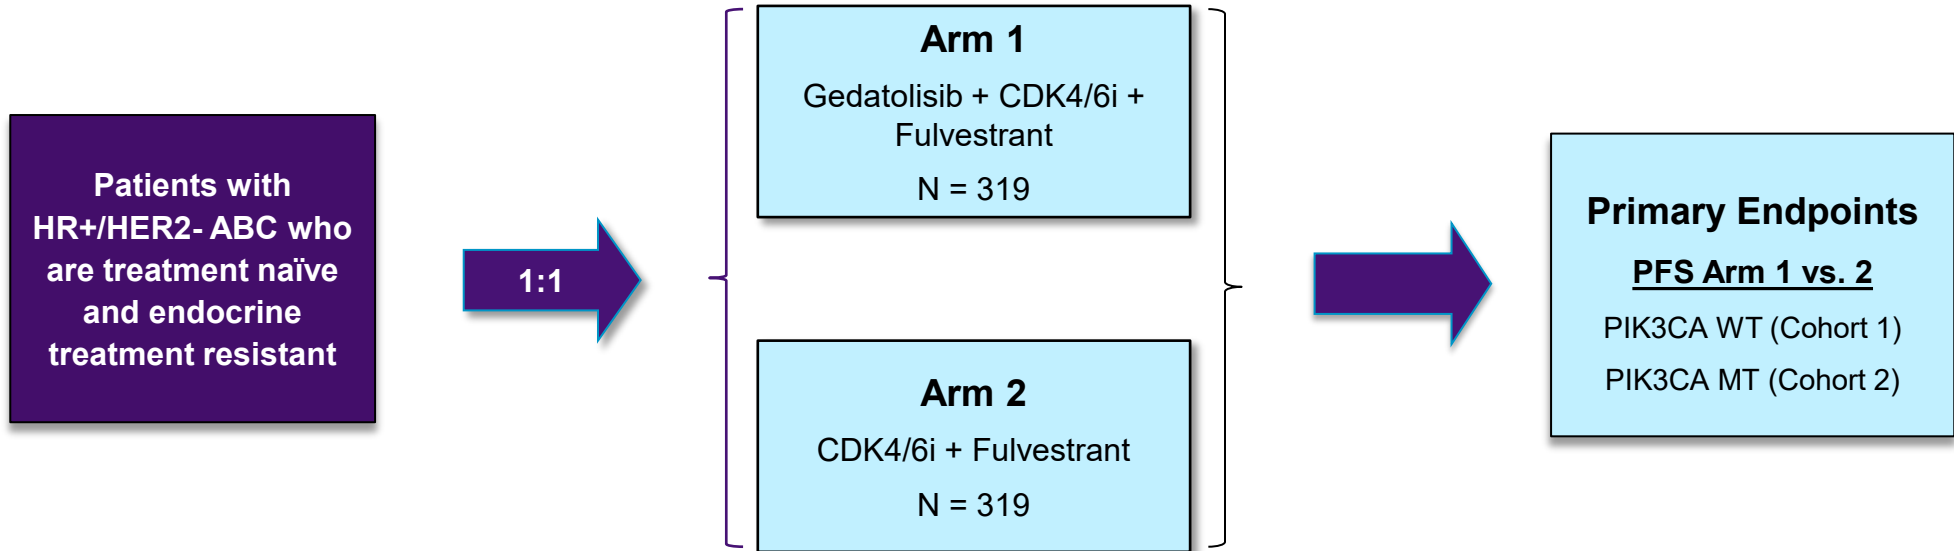 Patients with
HR+/HER2- ABC who
are treatment naïve
and endocrine
treatment resistant
1:1
Arm 1
Gedatolisib + CDK4/6i +
Fulvestrant
N = 319
Arm 2
CDK4/6i + Fulvestrant
N = 319
Primary Endpoints
PFS Arm 1 vs. 2
PIK3CA WT (Cohort 1)
PIK3CA MT (Cohort 2)